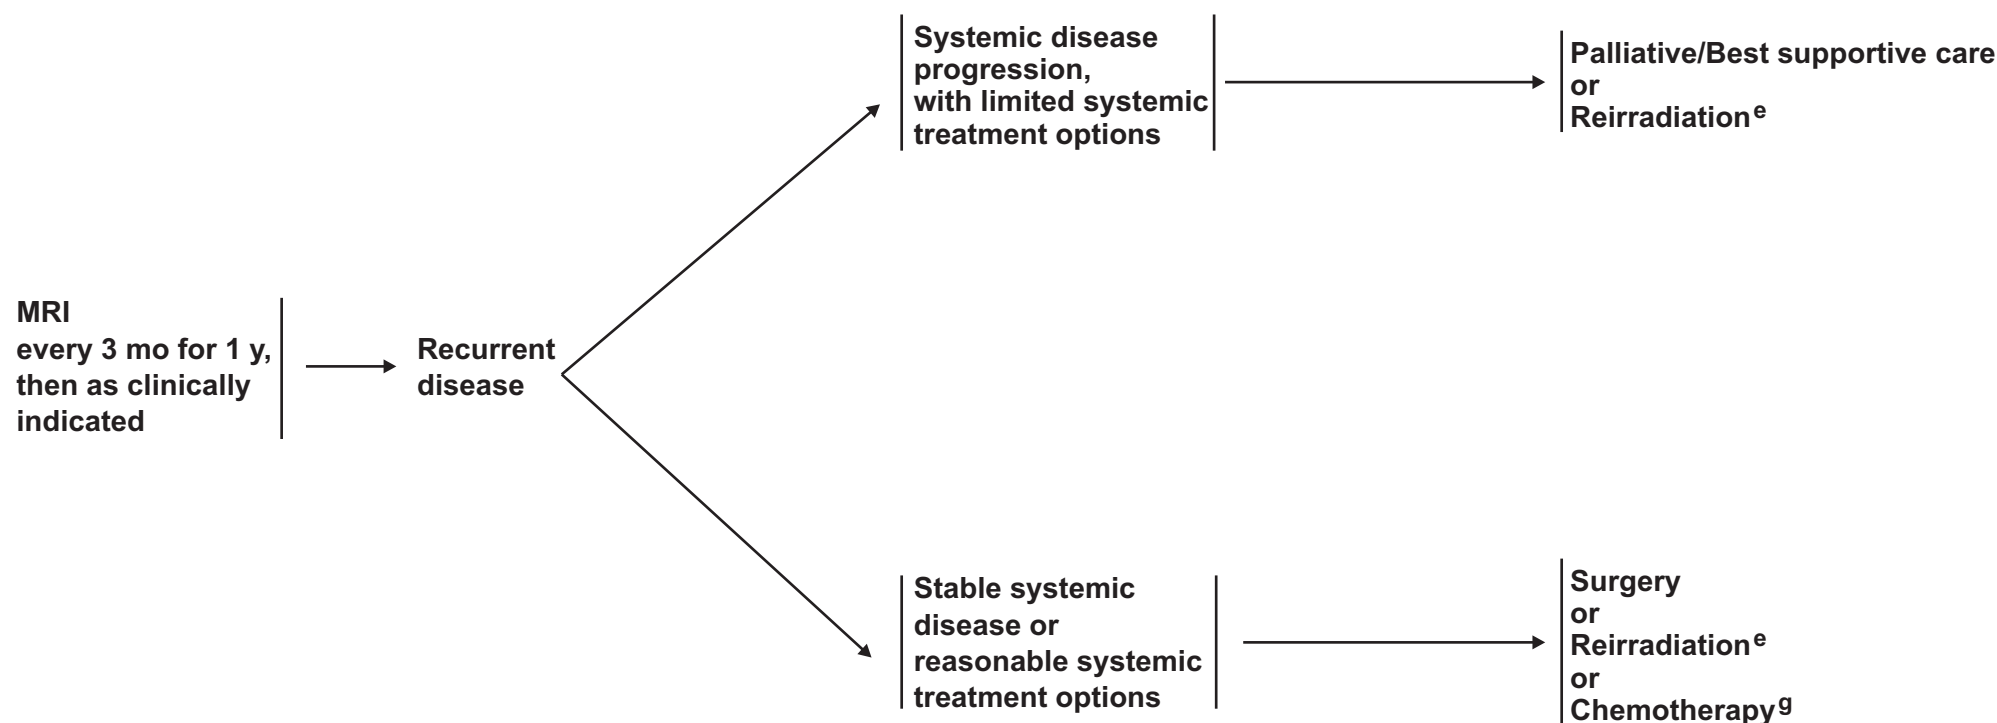 MRI
every 3 mo for 1 y,
then as clinically
indicated
Recurrent
disease
Systemic disease
progression,
with limited systemic
treatment options
Palliative/Best supportive care
or
Reirradiation e
Stable systemic
disease or
reasonable systemic
treatment options
Surgery
or
Reirradiation e
or
Chemotherapy g